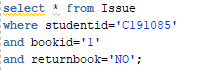 select * from Issue
where studentid='C191085'
and bookid='1'
and returnbook='NO';